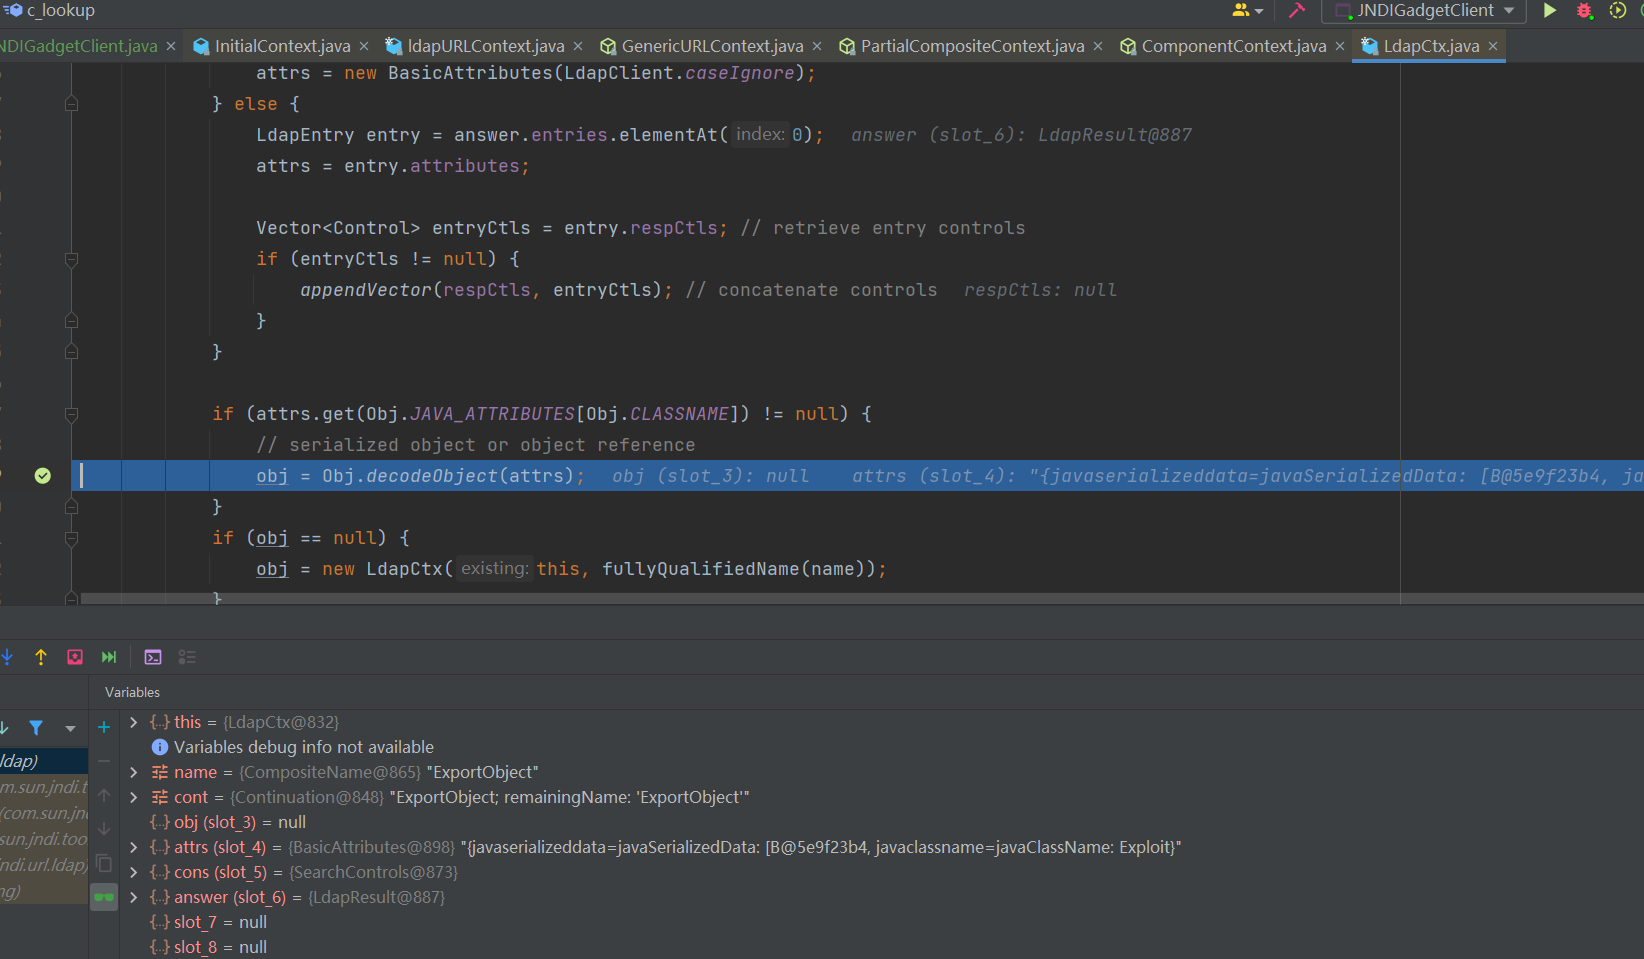 c_lookup
JNDIGadgetClient
NDIGadgetClient.java
InitialContext.java
ldapURLContext.java
GenericURLContext.java
PartialCompositeContext.java
ComponentContext.java
LdapCtx.java
attrs = new BasicAttributes(LdapClient.caseIgnore);
} else {
LdapEntry entry = answer.entries.elementAt( index: 0); answer (slot_6): LdapResult@887
attrs = entry.attributes;
Vector<Control> entryCtls = entry.respCtls; // retrieve entry controls
if (entryCtls != null) {
appendVector(respCtls, entryCtls); // concatenate controls respCtls: null
}
}
if (attrs.get(Obj.JAVA_ATTRIBUTES[Obj.CLASSNAME]) != null) {
// serialized object or object reference
obj = Obj.decodeObject(attrs); obj (slot_3): null attrs (slot_4): "{javaserializeddata=javaSerializedData: [B@5e9f23b4, ja
}
if (obj == null) {
obj = new LdapCtx( existing: this, fullyQualifiedName(name));
}
Variables
ldap)
m.sun.jndi.t
(com.sun.jnd
sun.jndi.too
ndi.url.ldap)
ng)
this = {LdapCtx@832}
Variables debug info not available
name = {CompositeName@865} "ExportObject"
cont = {Continuation@848} "ExportObject; remainingName: 'ExportObject'"
obj (slot_3) = null
attrs (slot_4) = {BasicAttributes@898} "{javaserializeddata=javaSerializedData: [B@5e9f23b4, javaclassname=javaClassName: Exploit}"
cons (slot_5) = {SearchControls@873}
answer (slot_6) = {LdapResult@887}
slot_7 = null
slot_8 = null